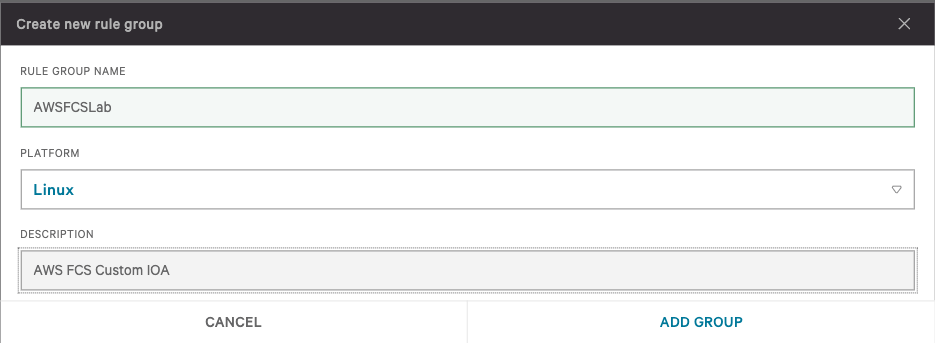 Create new rule group
RULE GROUP NAME
AWSFCSLab
PLATFORM
Linux
DESCRIPTION
AWS FCS Custom IOA
CANCEL
ADD GROUP